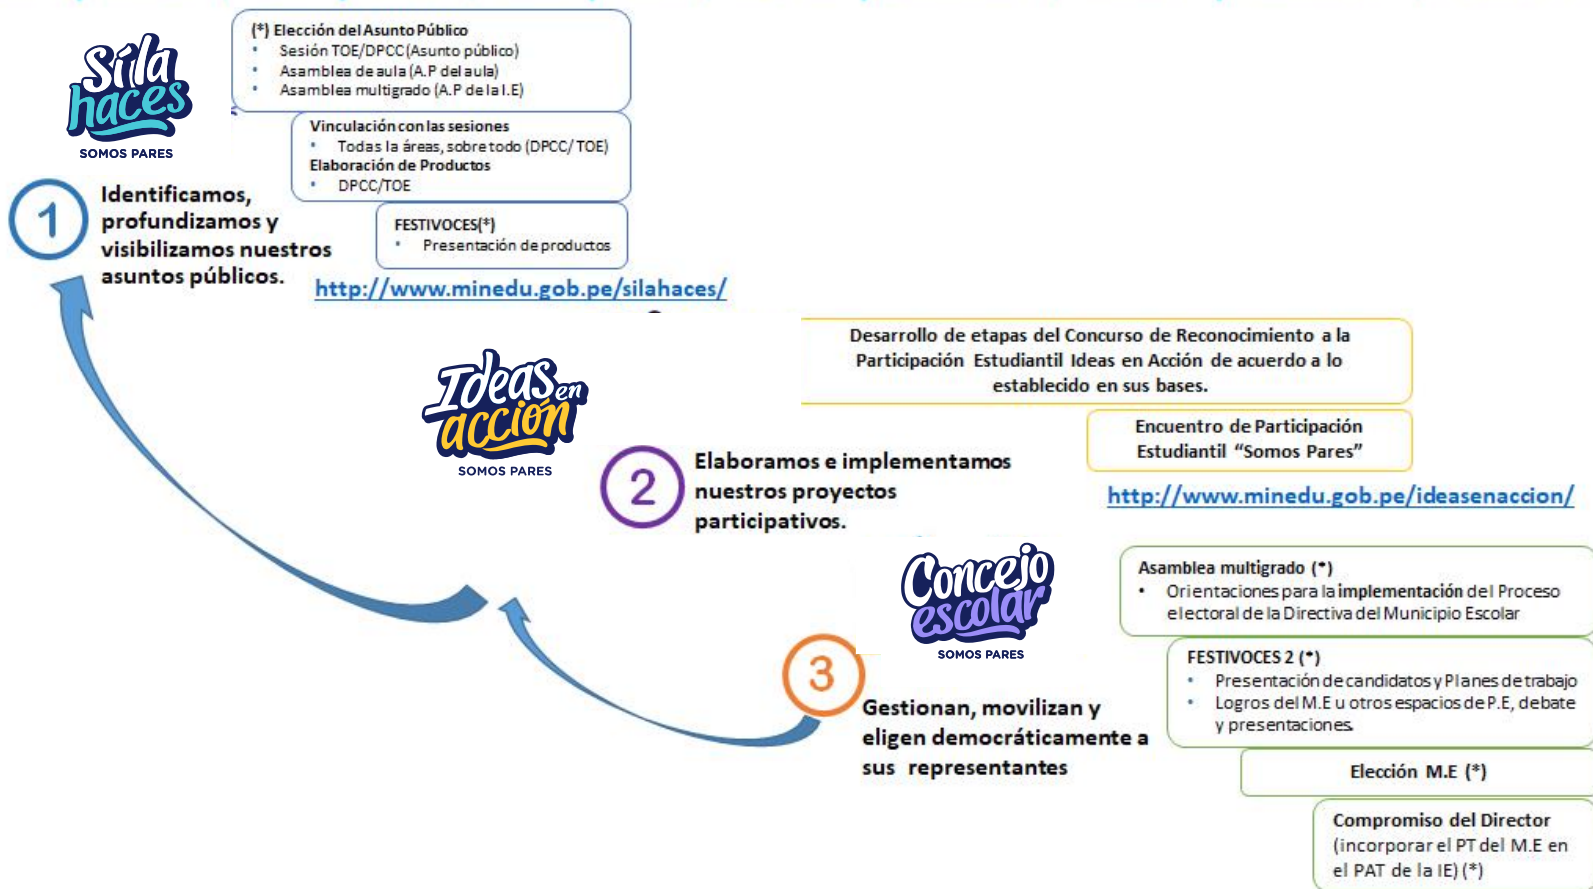 Síla
haces
SOMOS PARES
(*) Elección del Asunto Público
• Sesión TOE/DPCC (Asunto público)
• Asamblea de aula (A.P del aula)
• Asamblea multigrado (A.P de la I.E)
Vinculación con las sesiones
• Todas la áreas, sobre todo (DPCC/TOE)
Elaboración de Productos
• DPCC/TOE
FESTIVOCES(*)
• Presentación de productos
1
Identificamos,
profundizamos y
visibilizamos nuestros
asuntos públicos.
http://www.minedu.gob.pe/silahaces/
Ideas en
acción
SOMOS PARES
Desarrollo de etapas del Concurso de Reconocimiento a la
Participación Estudiantil Ideas en Acción de acuerdo a lo
establecido en sus bases.
Encuentro de Participación
Estudiantil “Somos Pares”
2
Elaboramos e implementamos
nuestros proyectos
participativos.
http://www.minedu.gob.pe/ideasenaccion/
Concejo
escolar
SOMOS PARES
Asamblea multigrado (*)
• Orientaciones para la implementación del Proceso
electoral de la Directiva del Municipio Escolar
FESTIVOCES 2 (*)
• Presentación de candidatos y Planes de trabajo
• Logros del M.E u otros espacios de P.E, debate
y presentaciones.
3
Gestionan, movilizan y
eligen democráticamente a
sus representantes
Elección M.E (*)
Compromiso del Director
(incorporar el PT del M.E en
el PAT de la IE) (*)